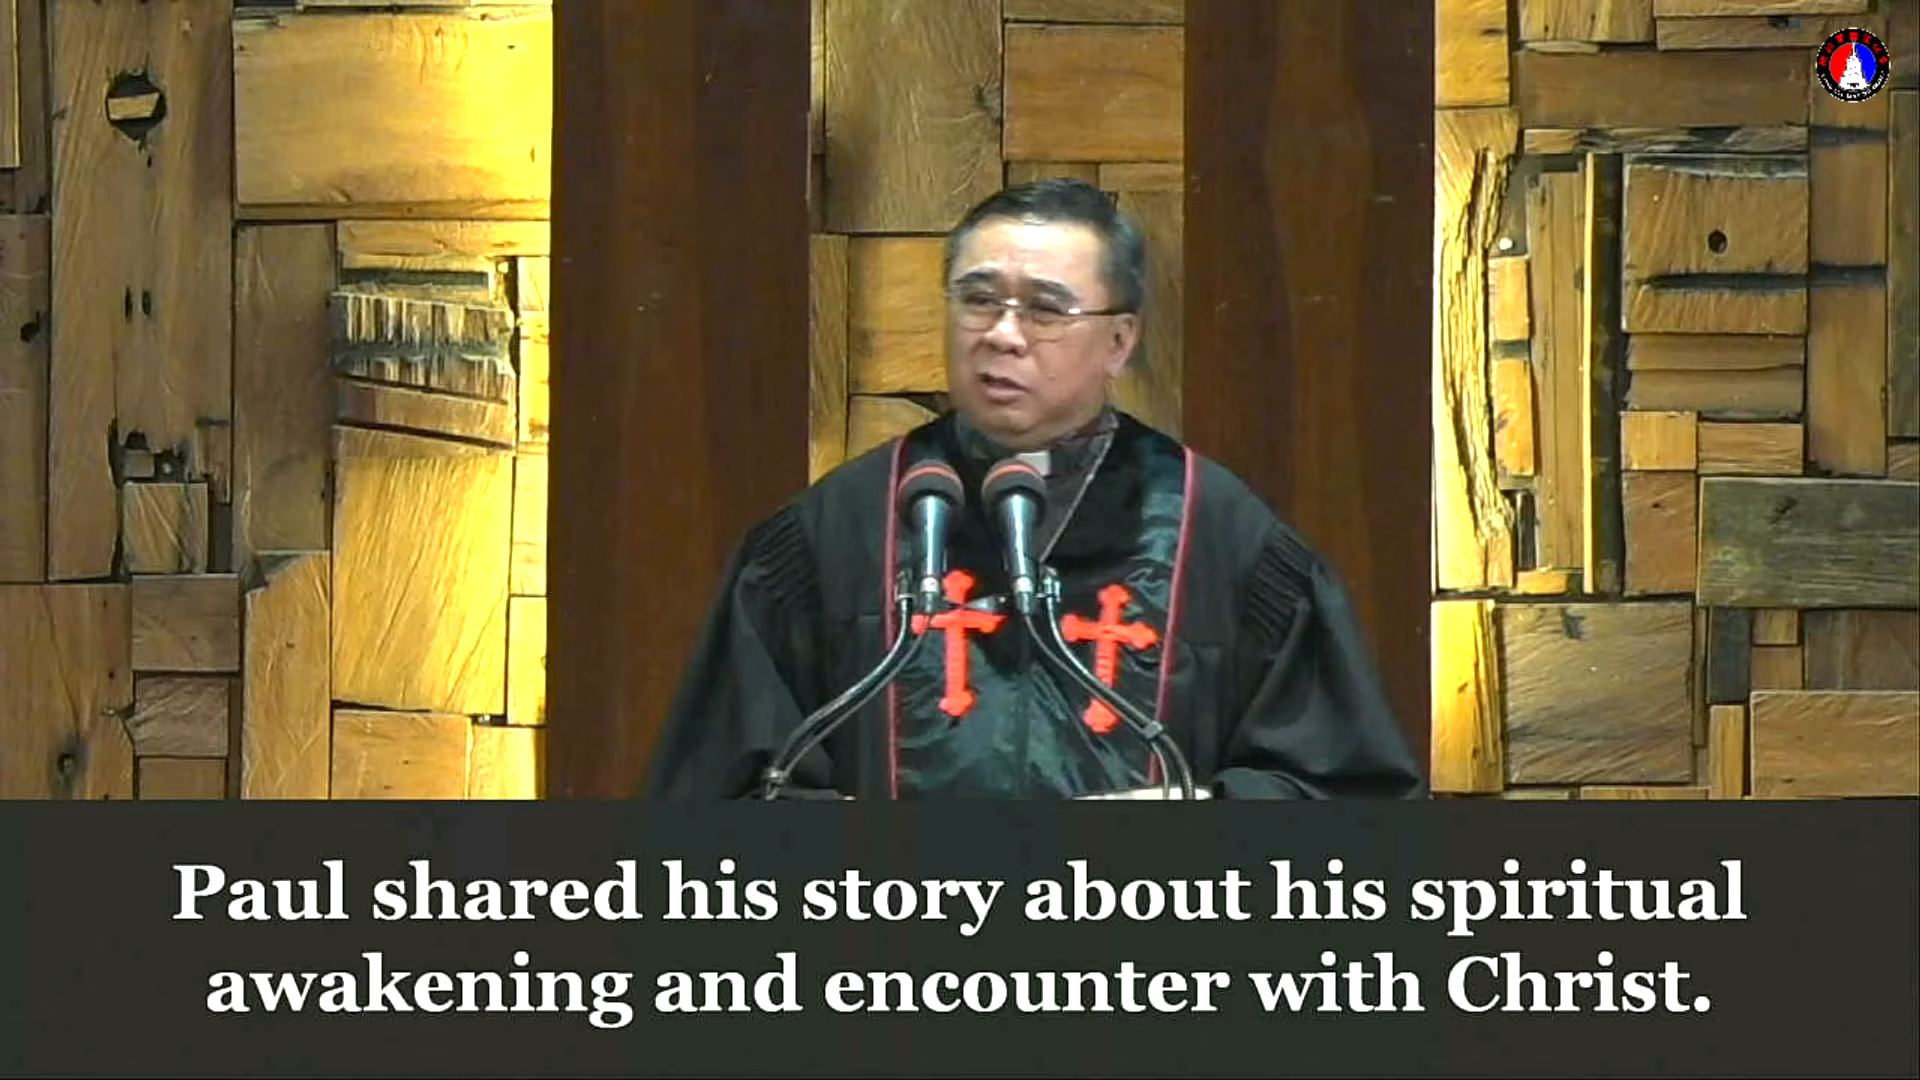 Paul shared his story about his spiritual
awakening and encounter with Christ.